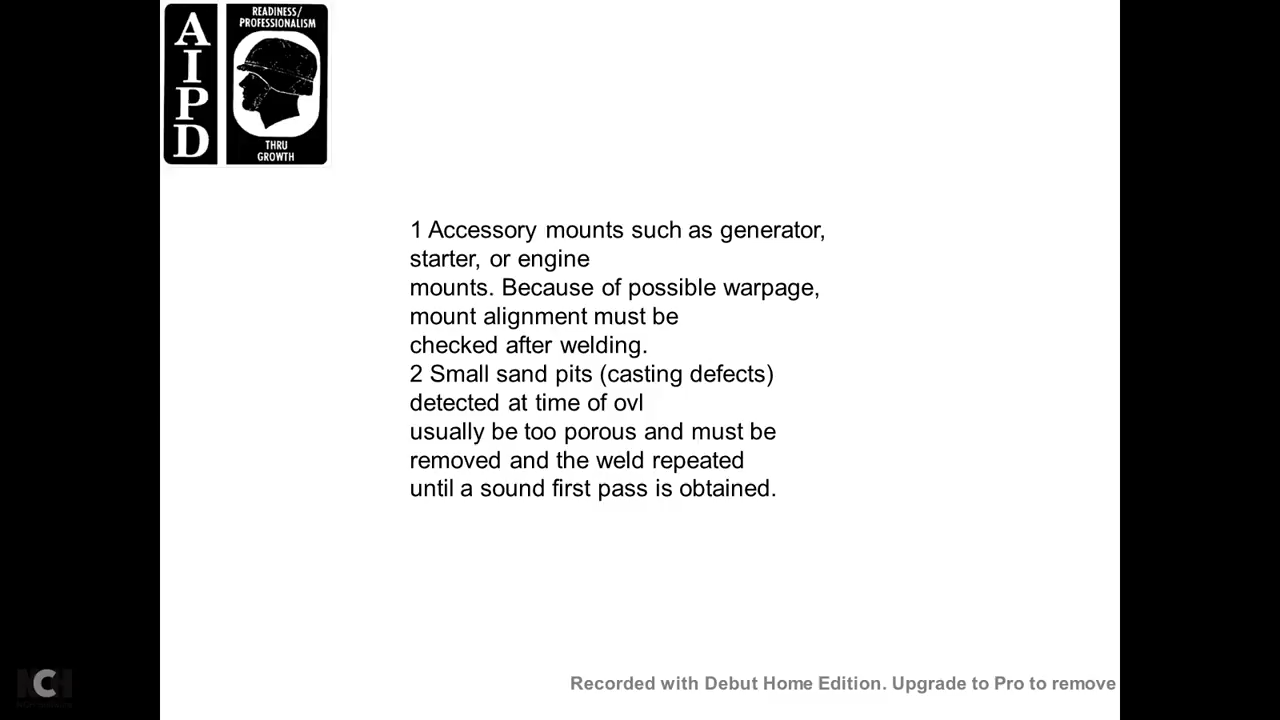 A
I
P
D
READINESS/
PROFESSIONALISM
THRU
GROWTH
1 Accessory mounts such as generator,
starter, or engine
mounts. Because of possible warpage,
mount alignment must be
checked after welding.
2 Small sand pits (casting defects)
detected at time of ovl
usually be too porous and must be
removed and the weld repeated
until a sound first pass is obtained.
Recorded with Debut Home Edition. Upgrade to Pro to remove